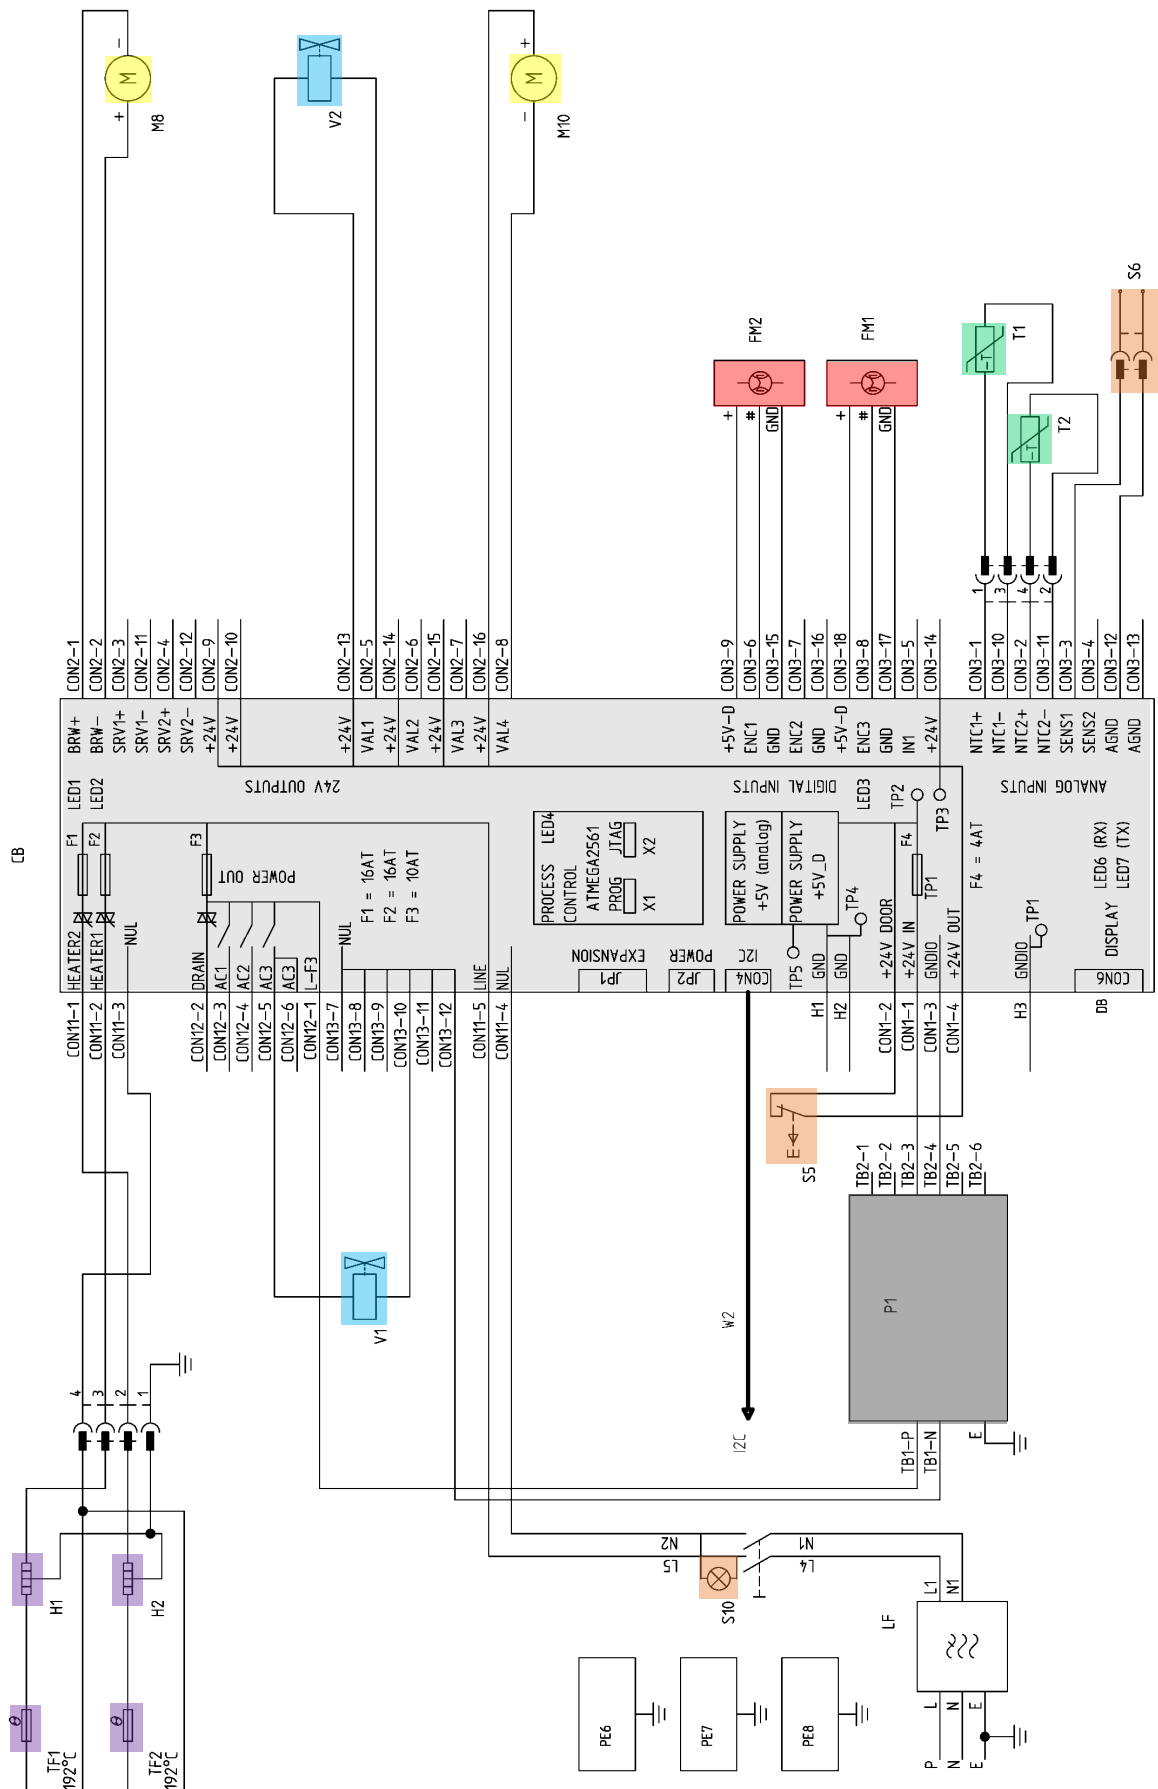 CB
M
-
+
M8
V2
M
+
-
M10
FM2
+
#
GND
FM1
+
#
GND
-T
T1
-T
T2
S6
1
3
4
2
CON2-1
CON2-2
CON2-3
CON2-11
CON2-4
CON2-12
CON2-9
CON2-10
CON2-13
CON2-5
CON2-14
CON2-6
CON2-15
CON2-7
CON2-16
CON2-8
CON3-9
CON3-6
CON3-15
CON3-7
CON3-16
CON3-18
CON3-8
CON3-17
CON3-5
CON3-14
CON3-1
CON3-10
CON3-2
CON3-11
CON3-3
CON3-4
CON3-12
CON3-13
BRW+
BRW-
SRV1+
SRV1-
SRV2+
SRV2-
+24V
+24V
+24V
VAL1
+24V
VAL2
+24V
VAL3
+24V
VAL4
+5V-D
ENC1
GND
ENC2
GND
+5V-D
ENC3
GND
IN1
+24V
NTC1+
NTC1-
NTC2+
NTC2-
SENS1
SENS2
AGND
AGND
LED1
LED2
24V OUTPUTS
DIGITAL INPUTS
LED3
TP2
TP3
ANALOG INPUTS
F1
F2
F3
POWER OUT
F1 = 16AT
F2 = 16AT
F3 = 10AT
PROCESS LED4
CONTROL
ATMEGA2561
PROG
JTAG
X1
X2
POWER SUPPLY
+5V (analog)
POWER SUPPLY
+5V_D
TP4
TP5
F4
TP1
F4 = 4AT
TP1
LED6 (RX)
LED7 (TX)
DISPLAY
HEATER2
HEATER1
NUL
DRAIN
AC1
AC2
AC3
AC3
L-F3
NUL
LINE
NUL
EXPANSION
JP1
POWER
JP2
I2C
CON4
GND
GND
+24V DOOR
+24V IN
GNDIO
+24V OUT
GNDIO
CON6
CON11-1
CON11-2
CON11-3
CON12-2
CON12-3
CON12-4
CON12-5
CON12-6
CON12-1
CON13-7
CON13-8
CON13-9
CON13-10
CON13-11
CON13-12
CON11-5
CON11-4
H1
H2
CON1-2
CON1-1
CON1-3
CON1-4
H3
DB
E
S5
V1
W2
I2C
TB2-1
TB2-2
TB2-3
TB2-4
TB2-5
TB2-6
P1
TB1-P
TB1-N
E
4
3
2
1
H1
H2
θ
θ
TF1
192°C
TF2
192°C
N2
L5
N1
L4
S10
L1
N1
LF
L
N
E
P
N
E
PE6
PE7
PE8